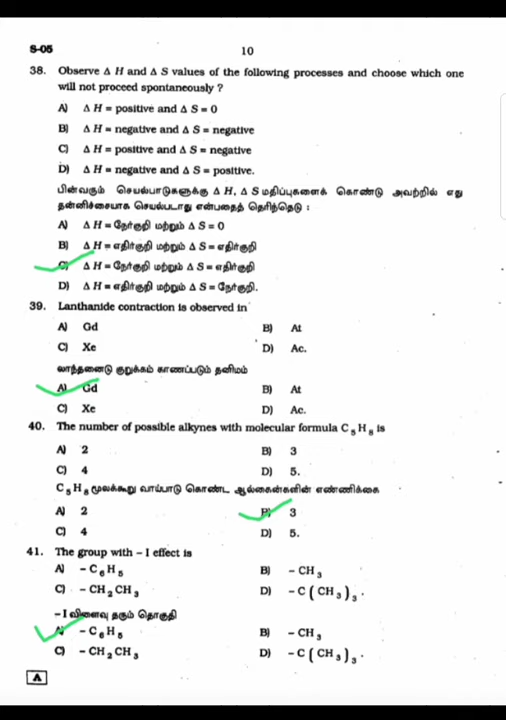 S-05
10
38. Observe Δ H and Δ S values of the following processes and choose which one
will not proceed spontaneously ?
A) Δ H = positive and Δ S = 0
B) Δ H = negative and Δ S = negative
C) Δ H = positive and Δ S = negative
D) Δ H = negative and Δ S = positive.
பின்வரும் செயல்பாடுகளுக்கு Δ H, Δ S மதிப்புகளைக் கொண்டு அவற்றில் எது
தன்னிச்சையாக செயல்படாது என்பதைத் தெரிந்தெடு :
A) Δ H = நேர்குறி மற்றும் Δ S = 0
B) Δ H = எதிர்குறி மற்றும் Δ S = எதிர்குறி
C) Δ H = நேர்குறி மற்றும் Δ S = எதிர்குறி
D) Δ H = எதிர்குறி மற்றும் Δ S = நேர்குறி.
39. Lanthanide contraction is observed in
A) Gd B) At
C) Xe D) Ac.
லாந்தனைடு குறுக்கம் காணப்படும் தனிமம்
A) Gd B) At
C) Xe D) Ac.
40. The number of possible alkynes with molecular formula C₅H₈ is
A) 2 B) 3
C) 4 D) 5.
C₅H₈ மூலக்கூறு வாய்பாடு கொண்ட ஆல்கைன்களின் எண்ணிக்கை
A) 2 B) 3
C) 4 D) 5.
41. The group with – I effect is
A) – C₆H₅ B) – CH₃
C) – CH₂CH₃ D) – C(CH₃)₃.
–I விளைவு தரும் தொகுதி
A) – C₆H₅ B) – CH₃
C) – CH₂CH₃ D) – C(CH₃)₃.
A